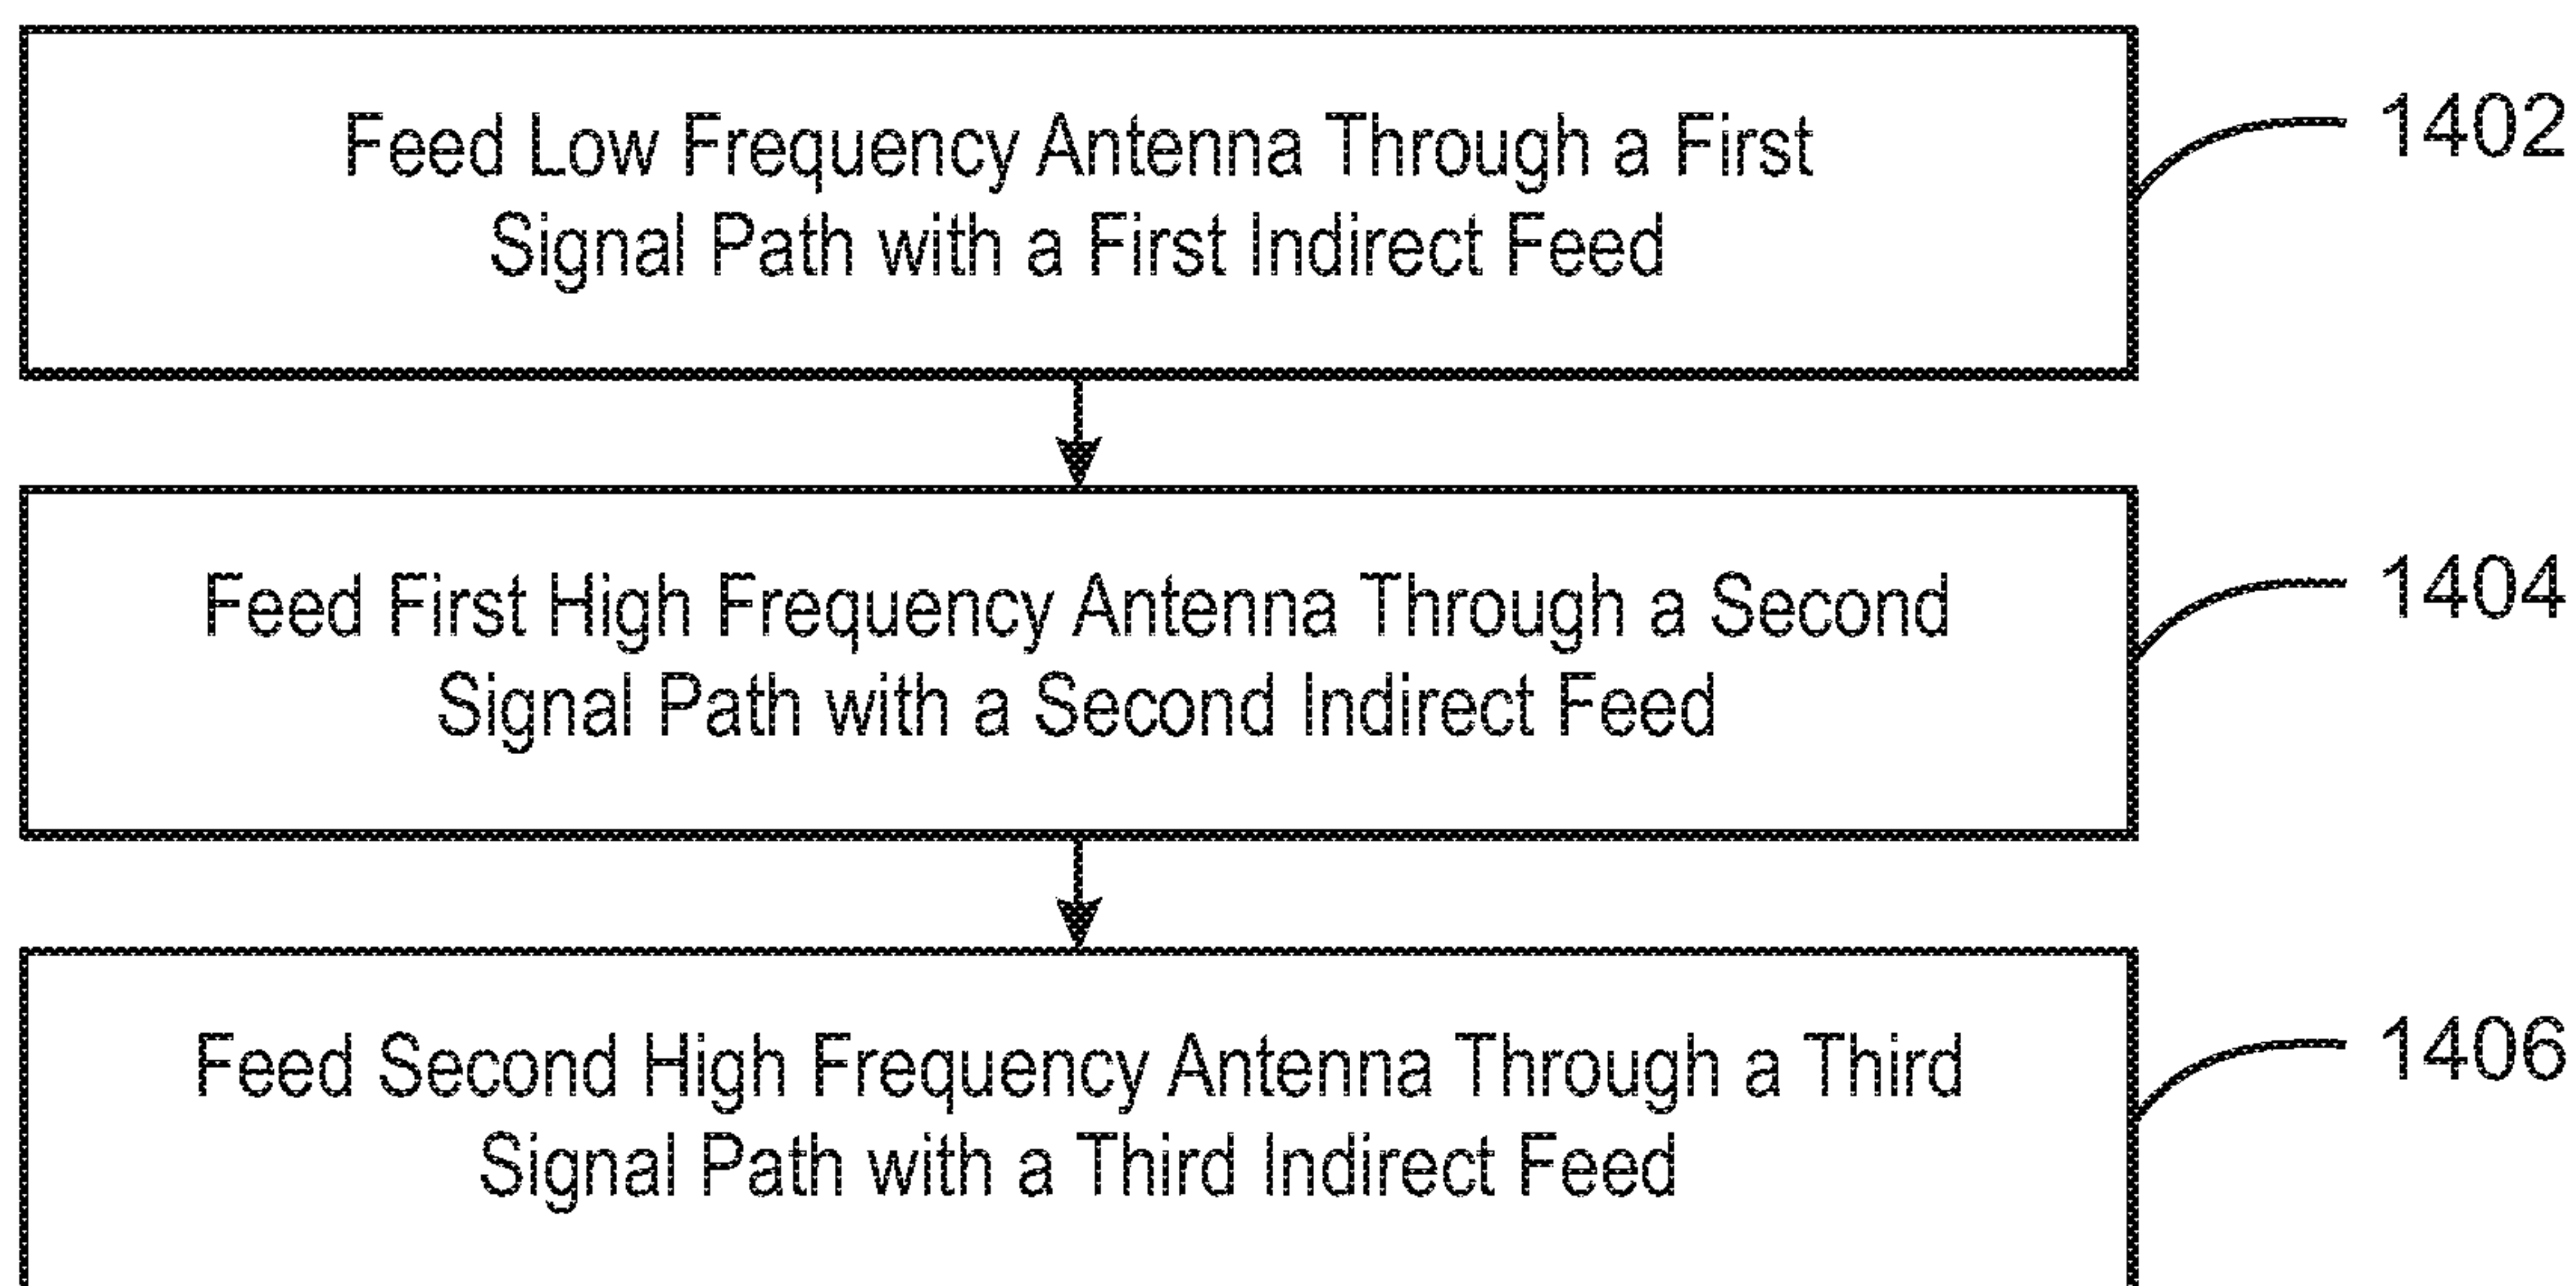 Feed Low Frequency Antenna Through a First
Signal Path with a First Indirect Feed
1402
Feed First High Frequency Antenna Through a Second
Signal Path with a Second Indirect Feed
1404
Feed Second High Frequency Antenna Through a Third
Signal Path with a Third Indirect Feed
1406